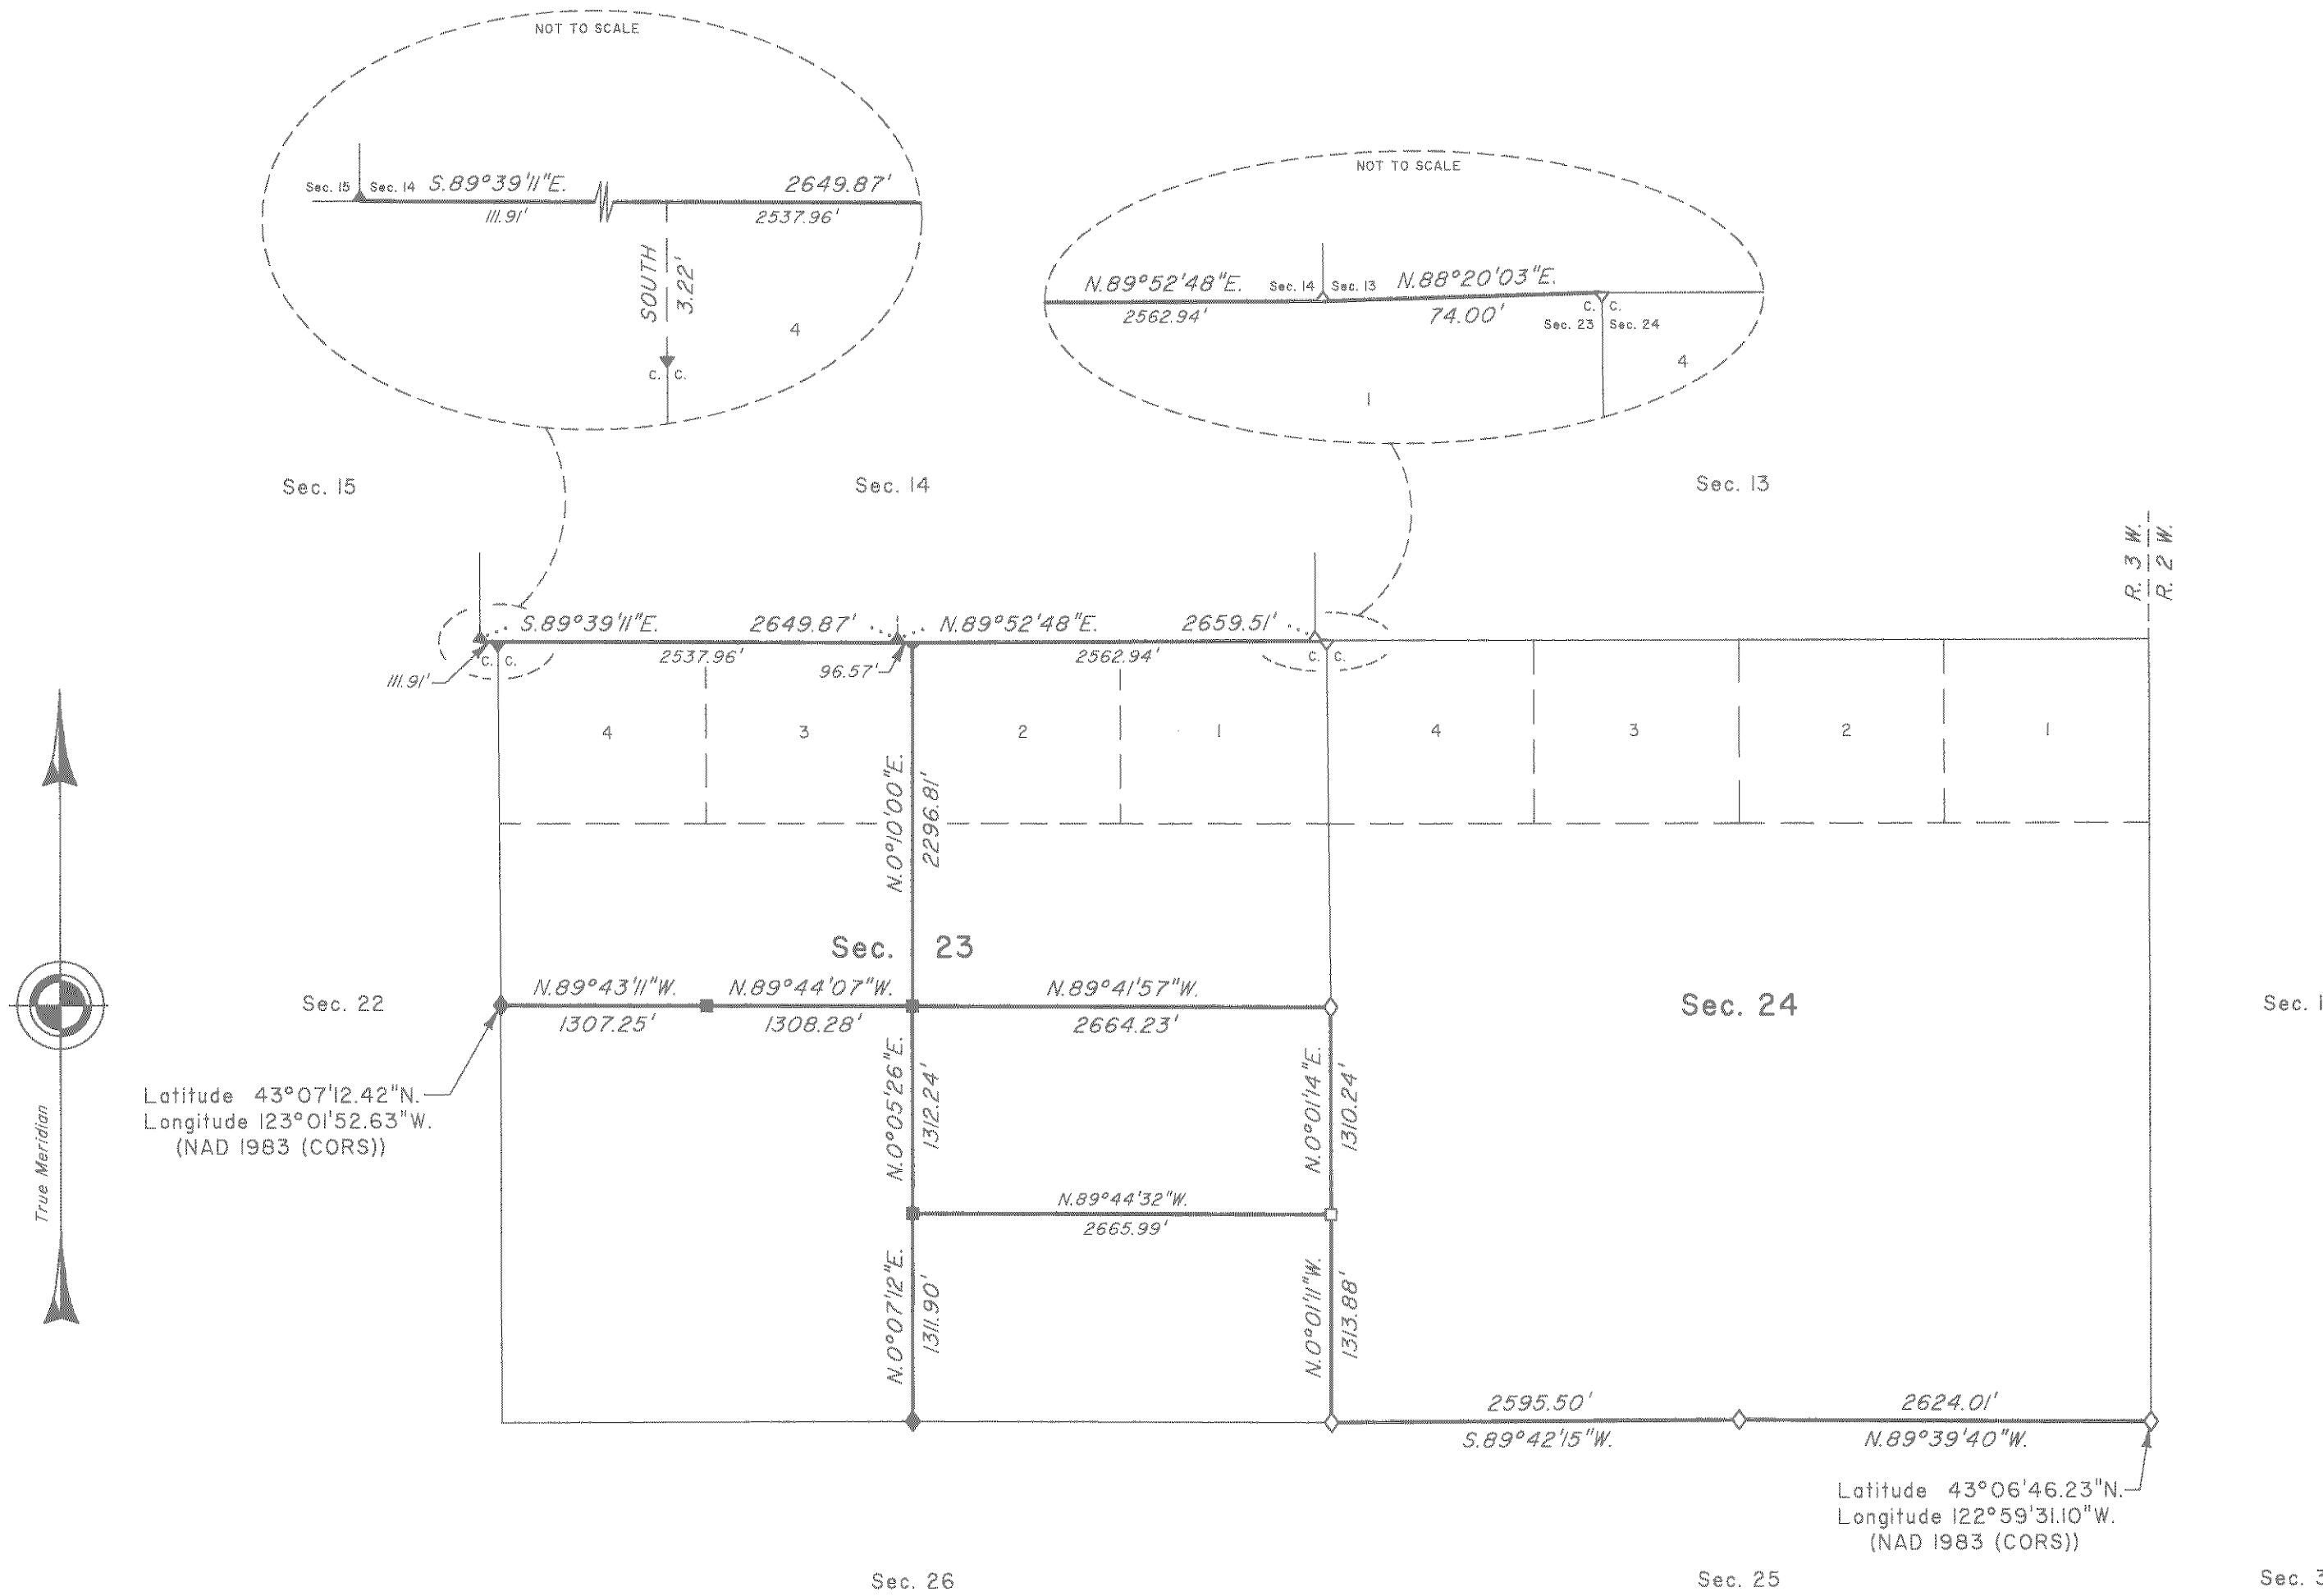 NOT TO SCALE
Sec. 15 Sec. 14 S.89°39'11"E. 2649.87'
111.91' 2537.96'
SOUTH
3.22'
4
C. C.
NOT TO SCALE
N.89°52'48"E. Sec. 14 Sec. 13 N.88°20'03"E.
2562.94' 74.00'
C. C.
Sec. 23 Sec. 24
4
1
Sec. 15 Sec. 14 Sec. 13
R. 3 W.
R. 2 W.
S.89°39'11"E. 2649.87' N.89°52'48"E. 2659.51'
C. C. 2537.96' 2562.94' C. C.
111.91' 96.57'
4 3 2 1 4 3 2 1
N.0°10'00"E.
2296.81'
Sec. 23
N.89°43'11"W. N.89°44'07"W. N.89°41'57"W.
1307.25' 1308.28' 2664.23'
Sec. 22 Sec. 24
Latitude 43°07'12.42"N.
Longitude 123°01'52.63"W.
(NAD 1983 (CORS))
True Meridian
N.0°05'26"E.
1312.24'
N.0°01'14"E.
1310.24'
N.89°44'32"W.
2665.99'
N.0°07'12"E.
1311.90'
N.0°01'11"W.
1313.88'
2595.50' 2624.01'
S.89°42'15"W. N.89°39'40"W.
Latitude 43°06'46.23"N.
Longitude 122°59'31.10"W.
(NAD 1983 (CORS))
Sec. 26 Sec. 25 Sec.
Sec.